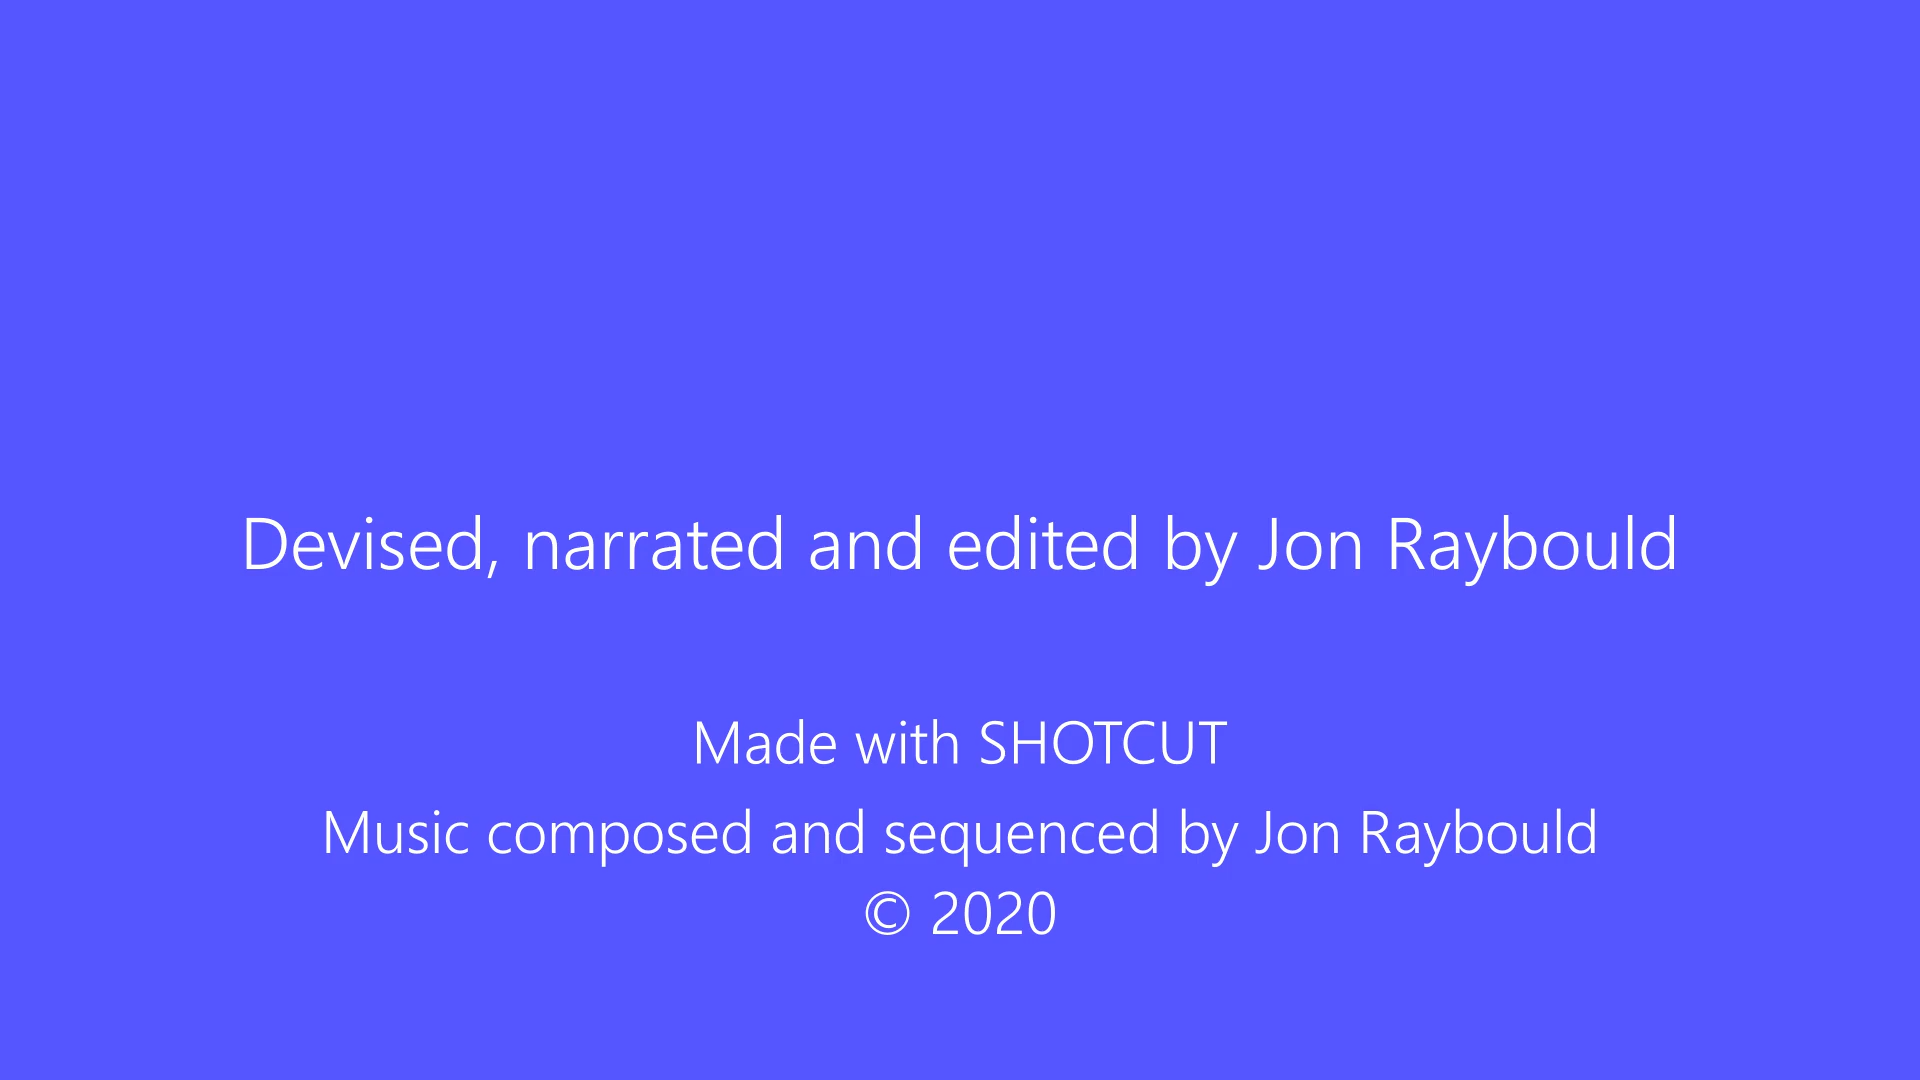 Devised, narrated and edited by Jon Raybould
Made with SHOTCUT
Music composed and sequenced by Jon Raybould
© 2020